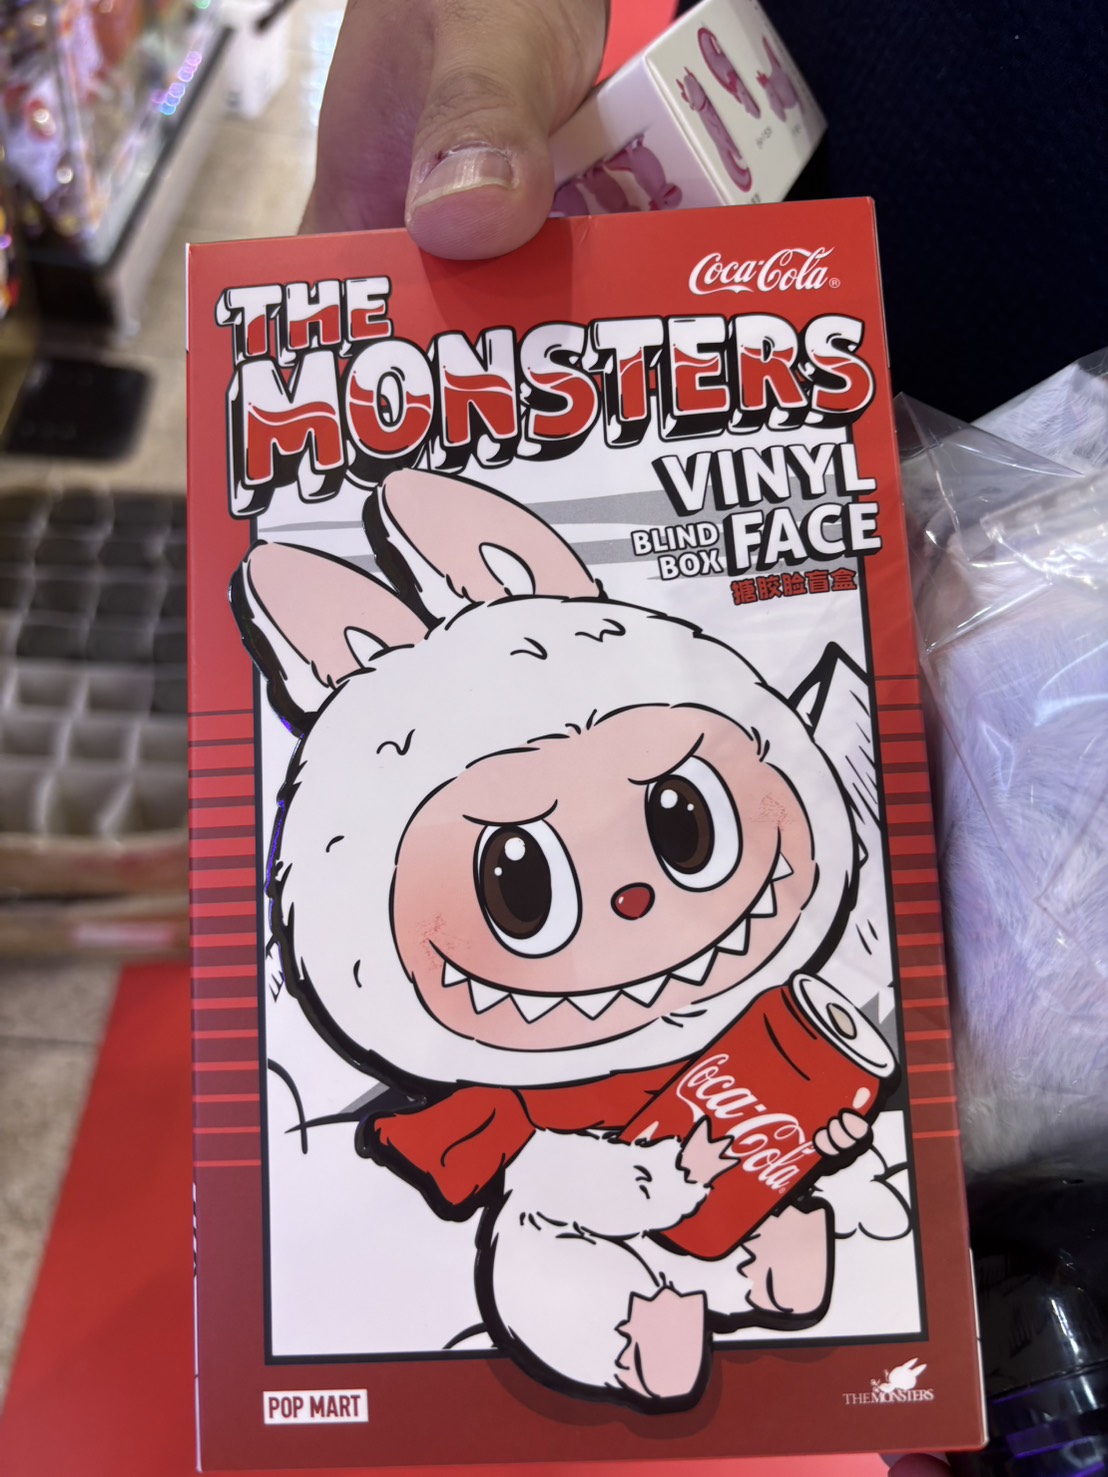 Coca-Cola®
THE
MONSTERS
VINYL
BLIND
BOX
FACE
搪胶脸盲盒
Coca-Cola
POP MART
THE MONSTERS